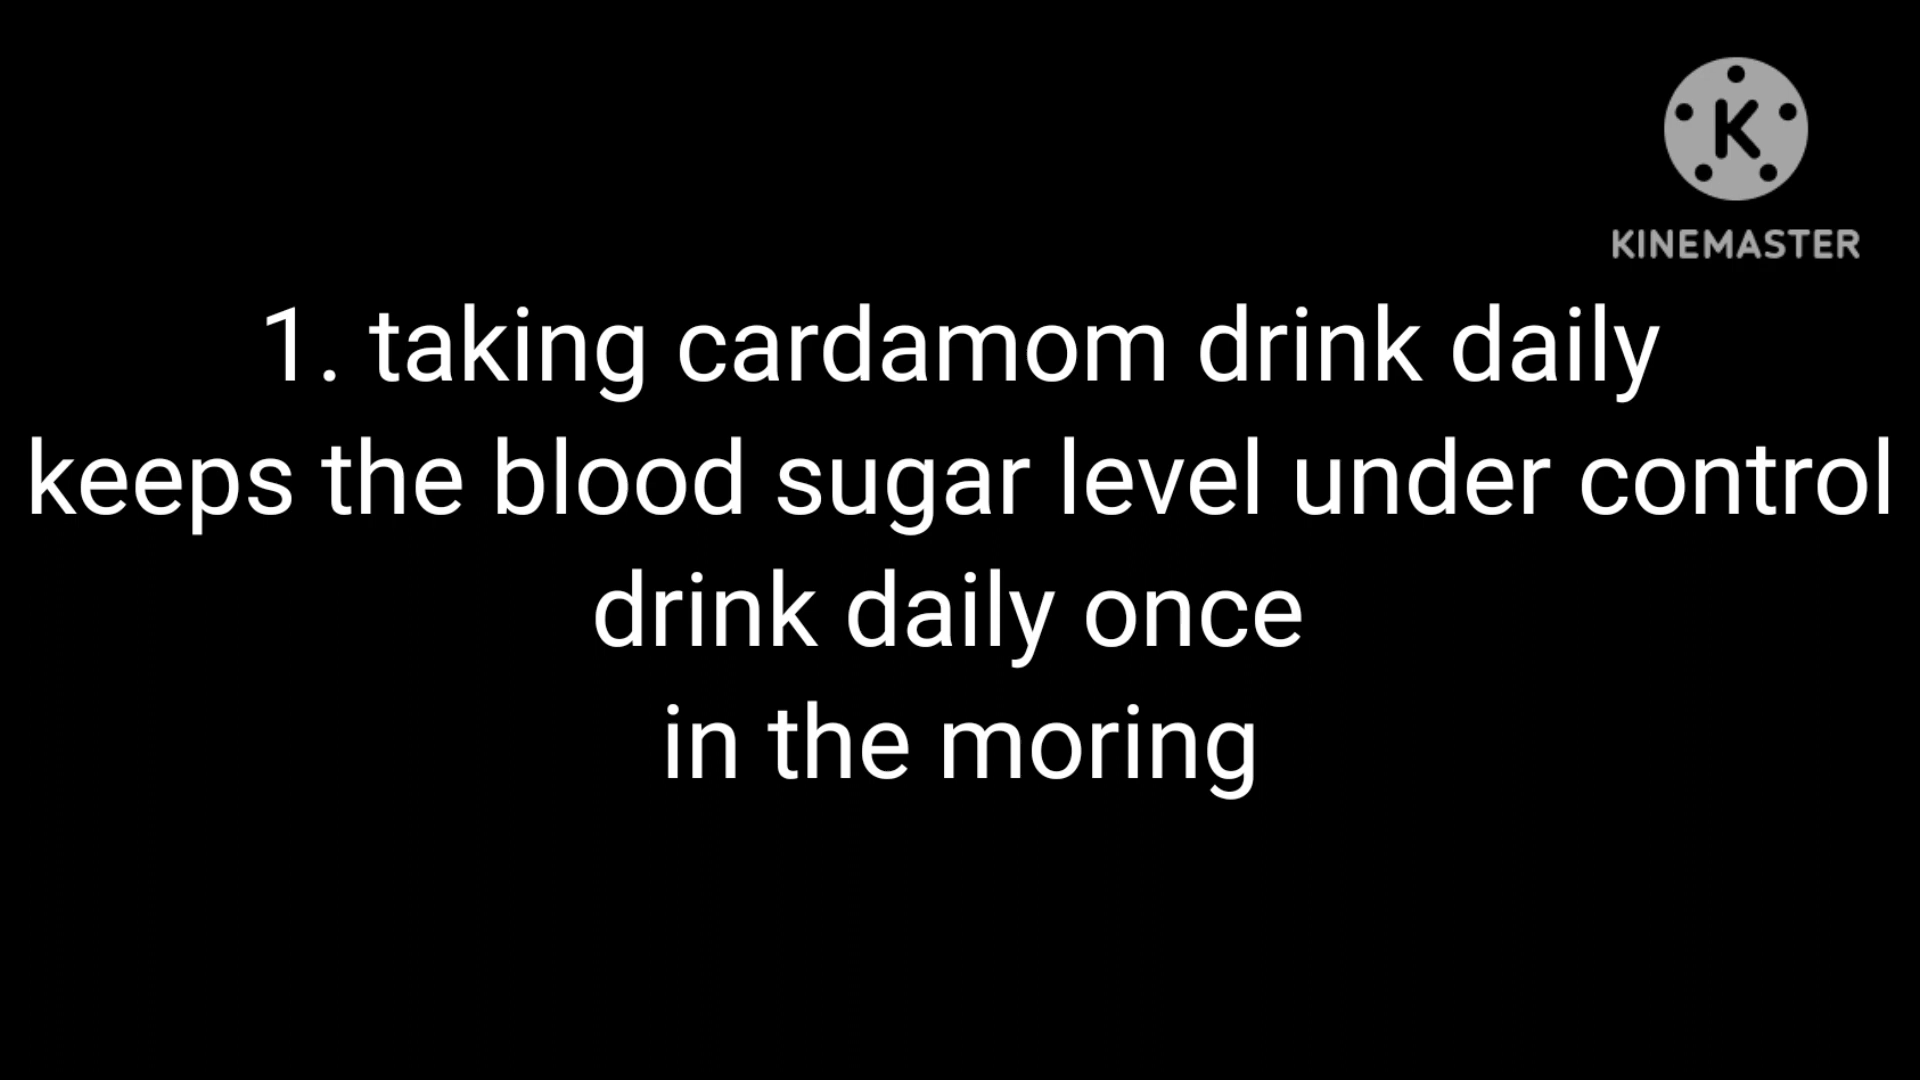 KINEMASTER
1. taking cardamom drink daily
keeps the blood sugar level under control
drink daily once
in the moring